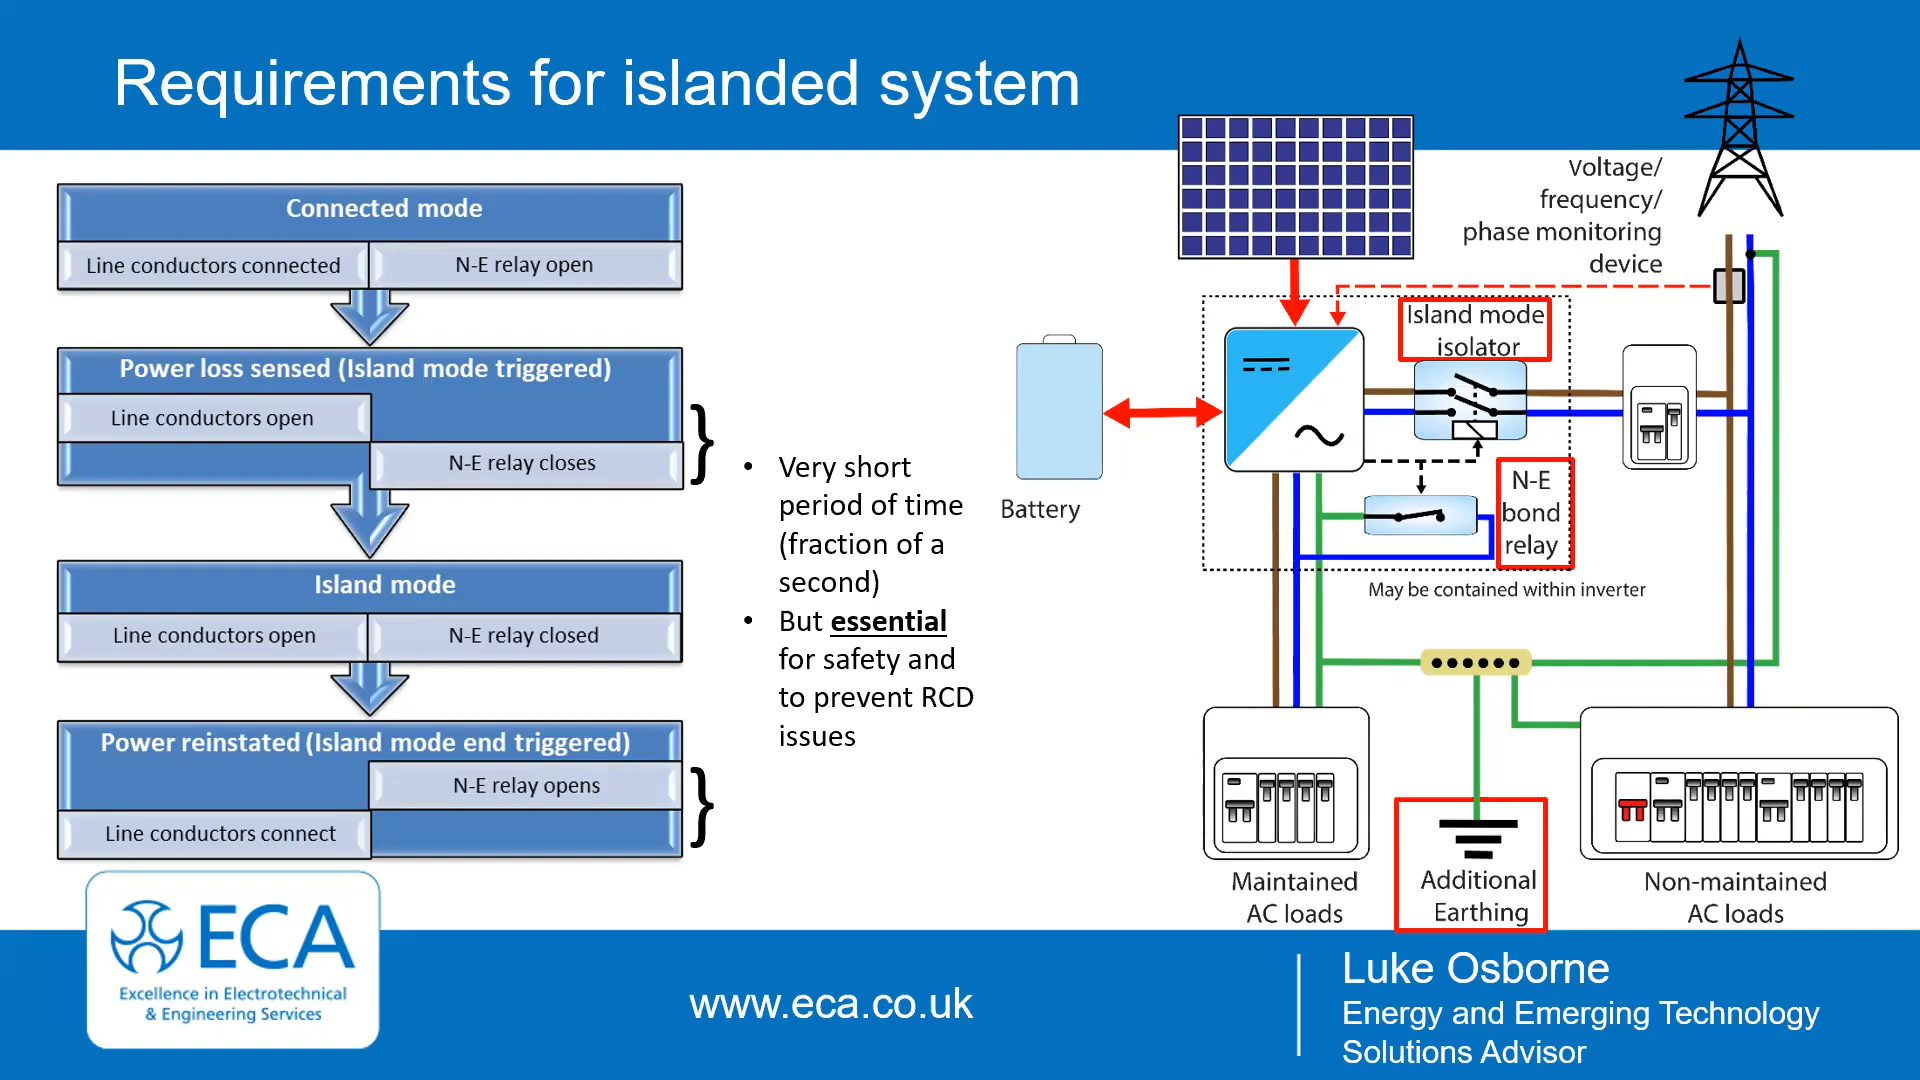 Requirements for islanded system
Connected mode
Line conductors connected
N-E relay open
Power loss sensed (Island mode triggered)
Line conductors open
N-E relay closes
Island mode
Line conductors open
N-E relay closed
Power reinstated (Island mode end triggered)
N-E relay opens
Line conductors connect
• Very short
period of time
(fraction of a
second)
• But essential
for safety and
to prevent RCD
issues
Voltage/
frequency/
phase monitoring
device
Island mode
isolator
Battery
N-E
bond
relay
May be contained within inverter
Maintained
AC loads
Additional
Earthing
Non-maintained
AC loads
ECA
Excellence in Electrotechnical
& Engineering Services
www.eca.co.uk
Luke Osborne
Energy and Emerging Technology
Solutions Advisor